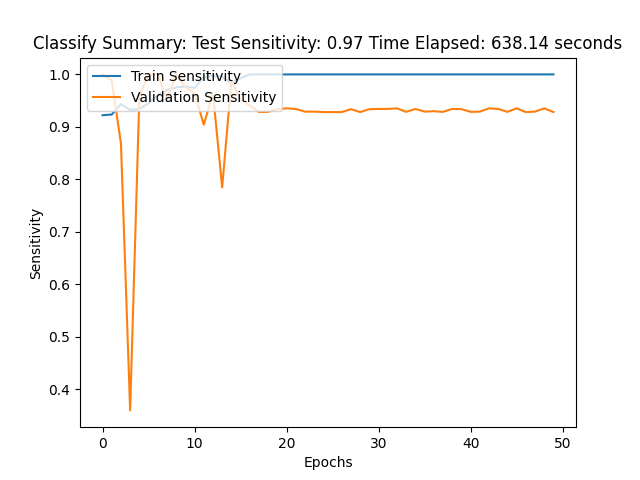 Classify Summary: Test Sensitivity: 0.97 Time Elapsed: 638.14 seconds
Train Sensitivity
Validation Sensitivity
1.0
0.9
0.8
0.7
0.6
0.5
0.4
Sensitivity
0
10
20
30
40
50
Epochs